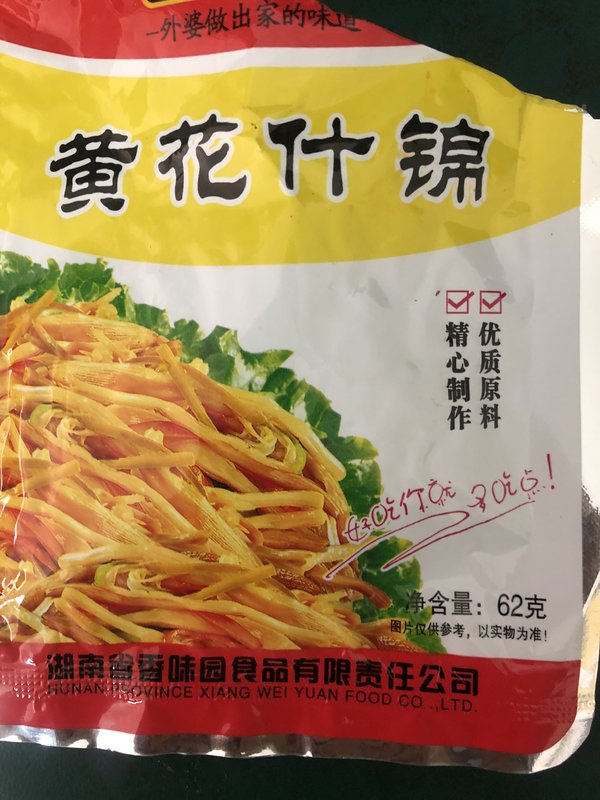 —外婆做出家的味道
黄花什锦
优质原料
精心制作
好吃你就多吃点！
净含量：62克
图片仅供参考，以实物为准！
湖南省香味园食品有限责任公司
HUNAN PROVINCE XIANG WEI YUAN FOOD CO .,LTD.